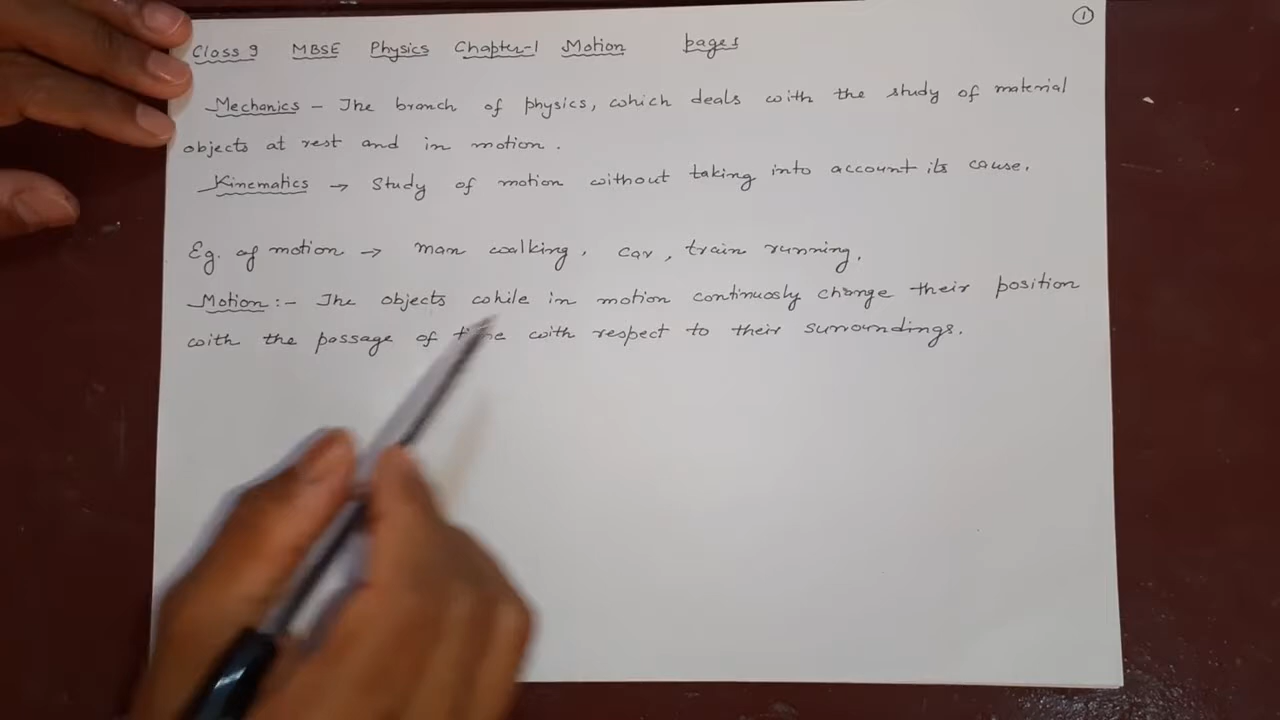 ①
Class 9 MBSE Physics Chapter-1 Motion pages
Mechanics - The branch of physics, which deals with the study of material
objects at rest and in motion.
Kinematics → Study of motion without taking into account its cause.
Eg. of motion → man walking, car, train running.
Motion :- The objects while in motion continuosly change their position
with the passage of time with respect to their surroundings.